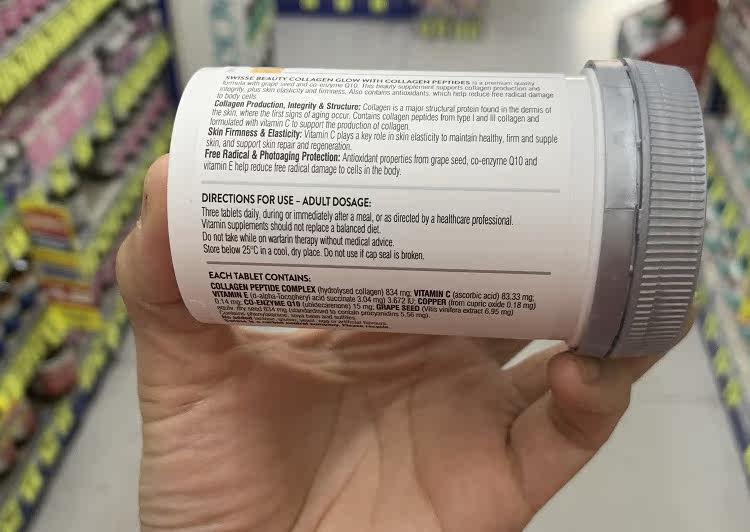 SWISSE BEAUTY COLLAGEN GLOW WITH COLLAGEN PEPTIDES is a premium quality
formula with grape seed and co-enzyme Q10. This beauty supplement supports collagen production and
integrity, plus skin elasticity and firmness. Also contains antioxidants, which help reduce free radical damage
to body cells.
Collagen Production, Integrity & Structure: Collagen is a major structural protein found in the dermis of
the skin, where the first signs of aging occur. Contains collagen peptides from type I and III collagen and
formulated with vitamin C to support the production of collagen.
Skin Firmness & Elasticity: Vitamin C plays a key role in skin elasticity to maintain healthy, firm and supple
skin, and support skin repair and regeneration.
Free Radical & Photoaging Protection: Antioxidant properties from grape seed, co-enzyme Q10 and
vitamin E help reduce free radical damage to cells in the body.
DIRECTIONS FOR USE – ADULT DOSAGE:
Three tablets daily, during or immediately after a meal, or as directed by a healthcare professional.
Vitamin supplements should not replace a balanced diet.
Do not take while on warfarin therapy without medical advice.
Store below 25°C in a cool, dry place. Do not use if cap seal is broken.
EACH TABLET CONTAINS:
COLLAGEN PEPTIDE COMPLEX (hydrolysed collagen) 834 mg; VITAMIN C (ascorbic acid) 83.33 mg;
VITAMIN E (d-alpha-tocopheryl acid succinate 3.04 mg) 3.672 IU; COPPER (from cupric oxide 0.18 mg)
0.14 mg; CO-ENZYME Q10 (ubidecarenone) 15 mg; GRAPE SEED (Vitis vinifera extract 6.95 mg)
equiv. dry seed 834 mg (standardised to contain procyanidins 5.56 mg).